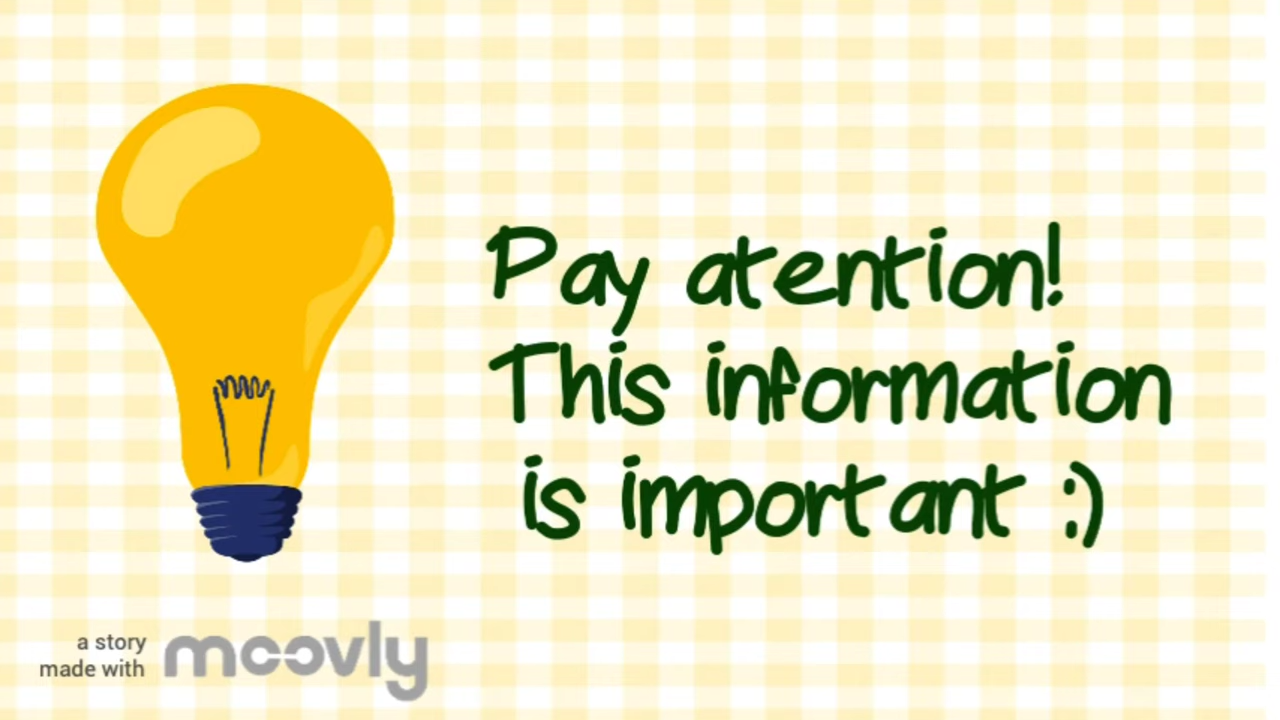 Pay atention!
This information
is important :)
a story
made with
moovly